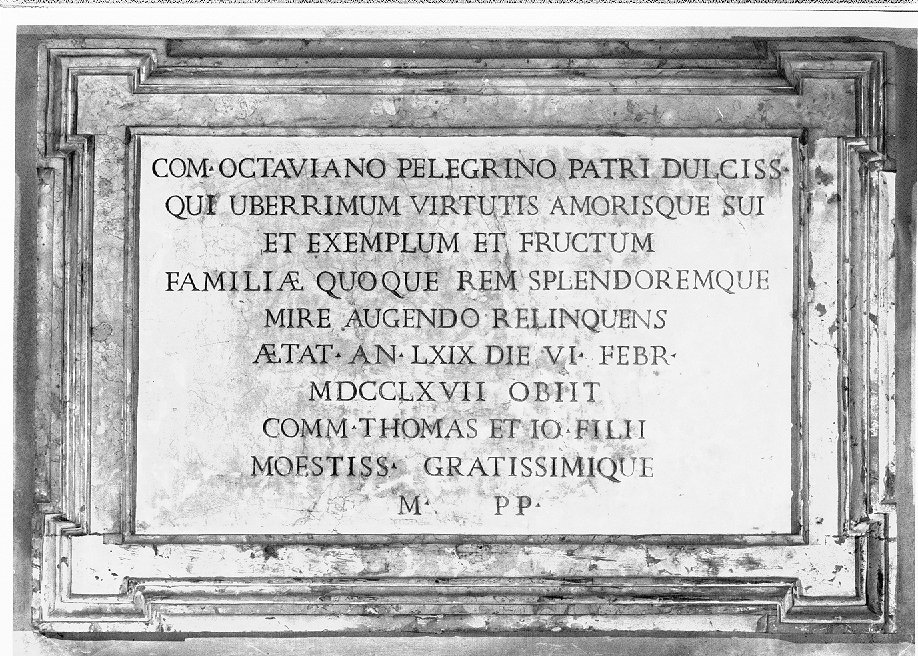 COM·OCTAVIANO PELEGRINO PATRI DULCISS·
QUI UBERRIMUM VIRTUTIS AMORISQUE SUI
ET EXEMPLUM ET FRUCTUM
FAMILIÆ QUOQUE REM SPLENDOREMQUE
MIRE AUGENDO RELINQUENS
ÆTAT· AN·LXIX DIE VI· FEBR·
MDCCLXVII OBIIT
COMM·THOMAS ET IO·FILII
MOESTISS· GRATISSIMIQUE
M· PP·